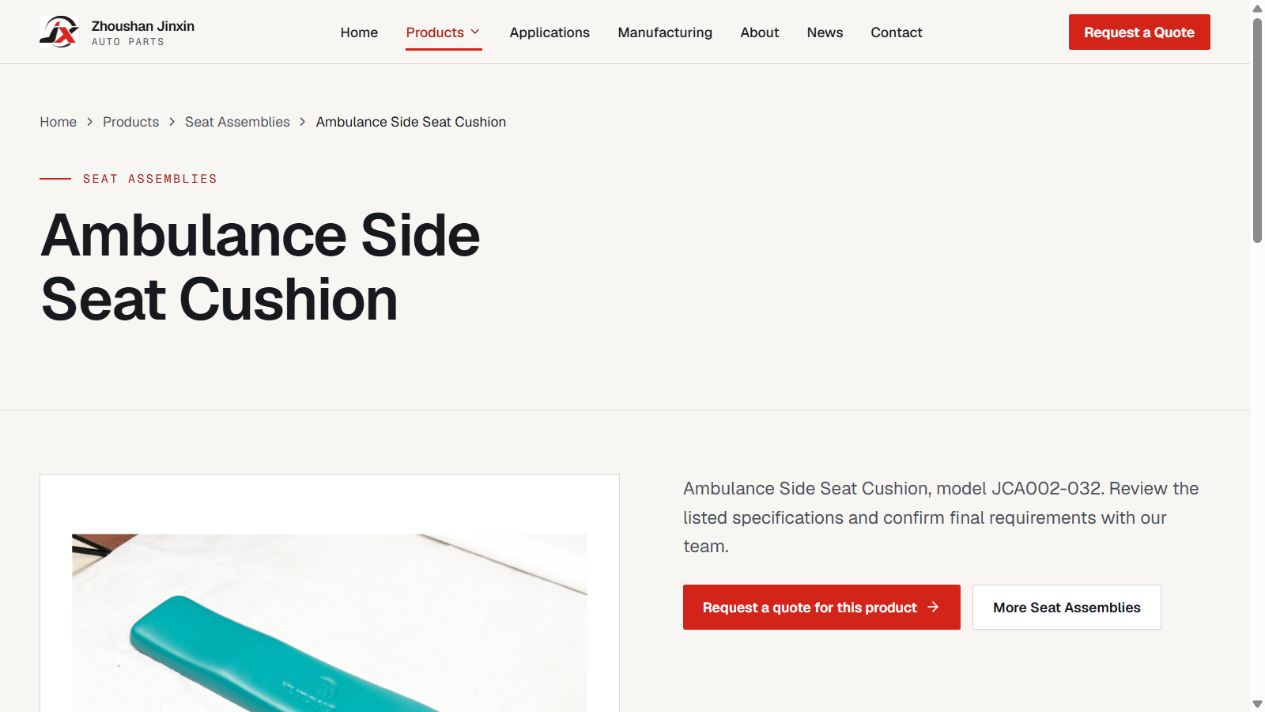 Zhoushan Jinxin
AUTO PARTS
Home
Products
Applications
Manufacturing
About
News
Contact
Request a Quote
Home > Products > Seat Assemblies > Ambulance Side Seat Cushion
SEAT ASSEMBLIES
Ambulance Side
Seat Cushion
Ambulance Side Seat Cushion, model JCA002-032. Review the
listed specifications and confirm final requirements with our
team.
Request a quote for this product →
More Seat Assemblies